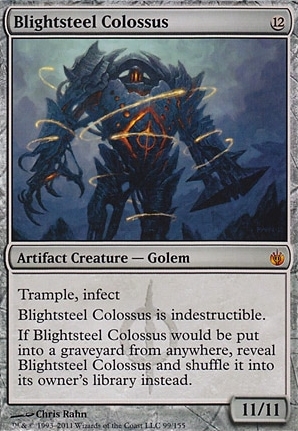 Blightsteel Colossus 12
Artifact Creature — Golem
Trample, infect
Blightsteel Colossus is indestructible.
If Blightsteel Colossus would be put
into a graveyard from anywhere, reveal
Blightsteel Colossus and shuffle it into
its owner's library instead.
Chris Rahn
11/11
™ & © 1993–2011 Wizards of the Coast LLC 99/155